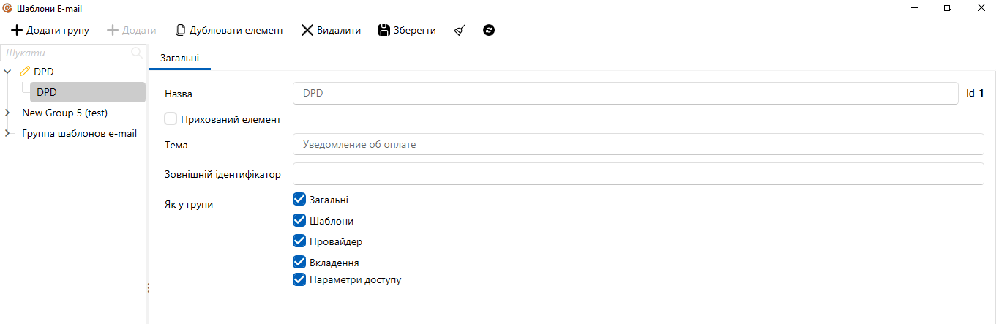 Шаблони E-mail
Додати групу Додати Дублювати елемент Видалити Зберегти
Шукати
DPD
DPD
New Group 5 (test)
Группа шаблонов e-mail
Загальні
Назва DPD Id 1
Прихований елемент
Тема Уведомление об оплате
Зовнішній ідентифікатор
Як у групи Загальні
Шаблони
Провайдер
Вкладення
Параметри доступу